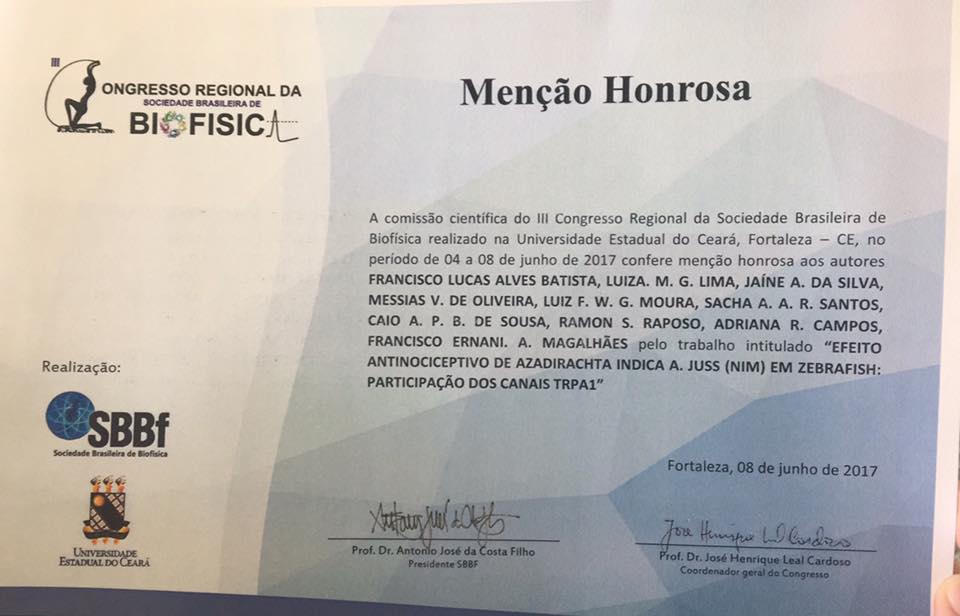 III
CONGRESSO REGIONAL DA
SOCIEDADE BRASILEIRA DE
BIOFISICA
Menção Honrosa
A comissão científica do III Congresso Regional da Sociedade Brasileira de
Biofísica realizado na Universidade Estadual do Ceará, Fortaleza – CE, no
período de 04 a 08 de junho de 2017 confere menção honrosa aos autores
FRANCISCO LUCAS ALVES BATISTA, LUIZA. M. G. LIMA, JAÍNE A. DA SILVA,
MESSIAS V. DE OLIVEIRA, LUIZ F. W. G. MOURA, SACHA A. A. R. SANTOS,
CAIO A. P. B. DE SOUSA, RAMON S. RAPOSO, ADRIANA R. CAMPOS,
FRANCISCO ERNANI. A. MAGALHÃES pelo trabalho intitulado “EFEITO
ANTINOCICEPTIVO DE AZADIRACHTA INDICA A. JUSS (NIM) EM ZEBRAFISH:
PARTICIPAÇÃO DOS CANAIS TRPA1”
Realização:
SBBf
Sociedade Brasileira de Biofísica
UNIVERSIDADE
ESTADUAL DO CEARÁ
Fortaleza, 08 de junho de 2017
Prof. Dr. Antonio José da Costa Filho
Presidente SBBF
José Henrique Leal Cardoso
Prof. Dr. José Henrique Leal Cardoso
Coordenador geral do Congresso